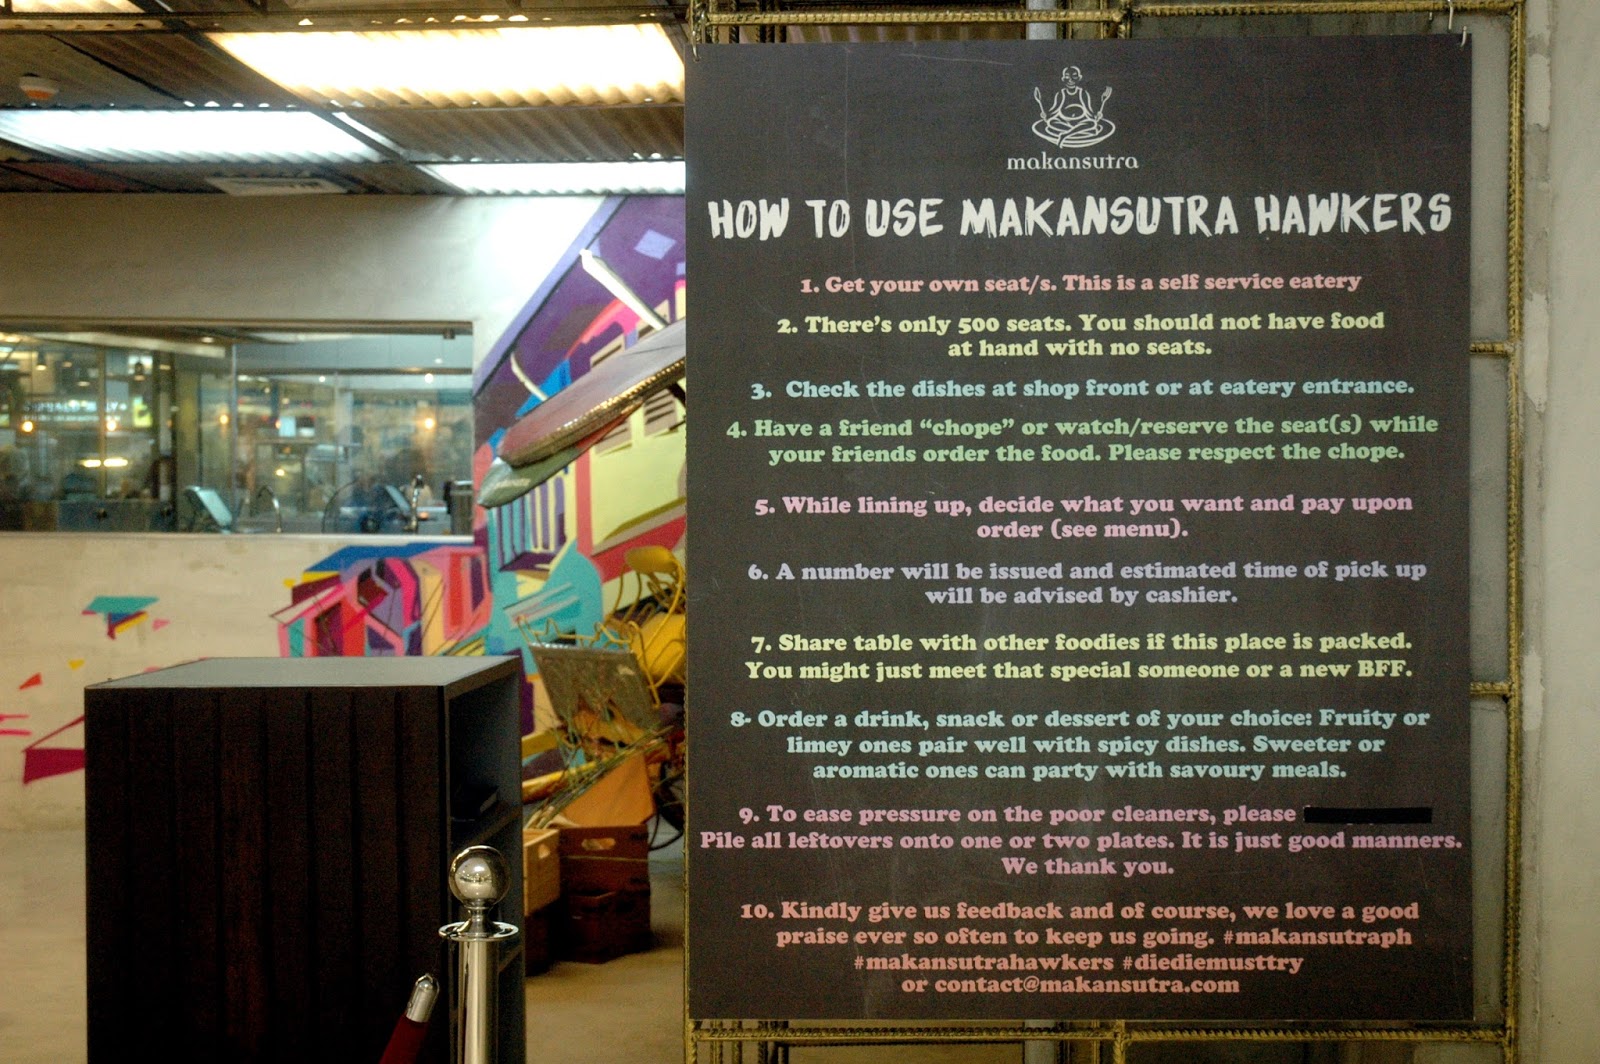 makansutra
HOW TO USE MAKANSUTRA HAWKERS
1. Get your own seat/s. This is a self service eatery
2. There's only 500 seats. You should not have food
at hand with no seats.
3. Check the dishes at shop front or at eatery entrance.
4. Have a friend "chope" or watch/reserve the seat(s) while
your friends order the food. Please respect the chope.
5. While lining up, decide what you want and pay upon
order (see menu).
6. A number will be issued and estimated time of pick up
will be advised by cashier.
7. Share table with other foodies if this place is packed.
You might just meet that special someone or a new BFF.
8- Order a drink, snack or dessert of your choice: Fruity or
limey ones pair well with spicy dishes. Sweeter or
aromatic ones can party with savoury meals.
9. To ease pressure on the poor cleaners, please
Pile all leftovers onto one or two plates. It is just good manners.
We thank you.
10. Kindly give us feedback and of course, we love a good
praise ever so often to keep us going. #makansutraph
#makansutrahawkers #diediemusttry
or contact@makansutra.com